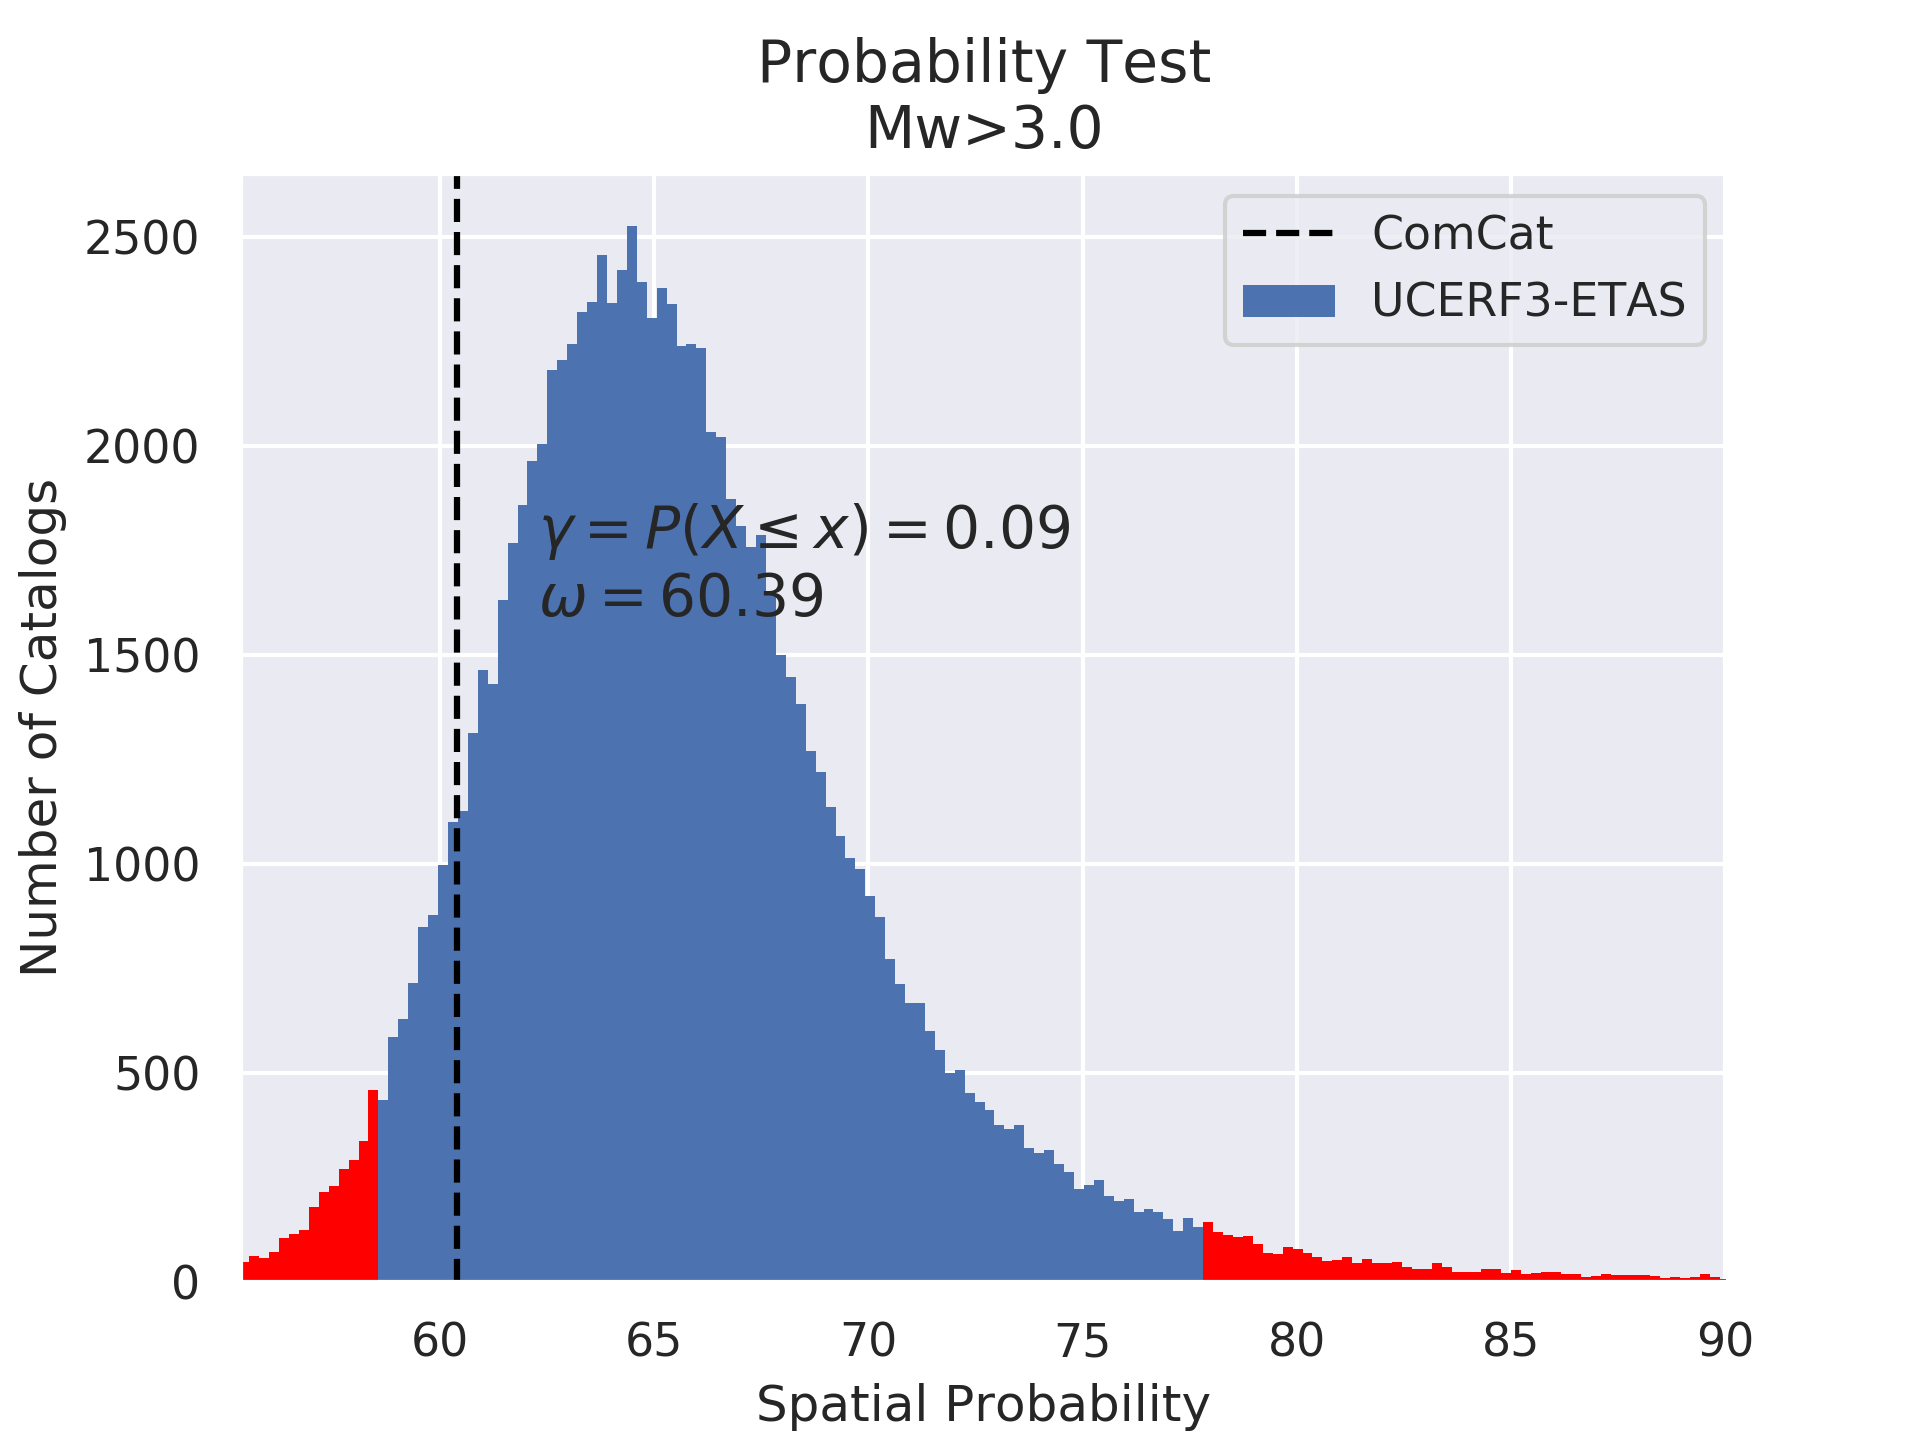 Probability Test
Mw>3.0
ComCat
UCERF3-ETAS
γ = P(X ≤ x) = 0.09
ω = 60.39
Number of Catalogs
2500
2000
1500
1000
500
0
60 65 70 75 80 85 90
Spatial Probability